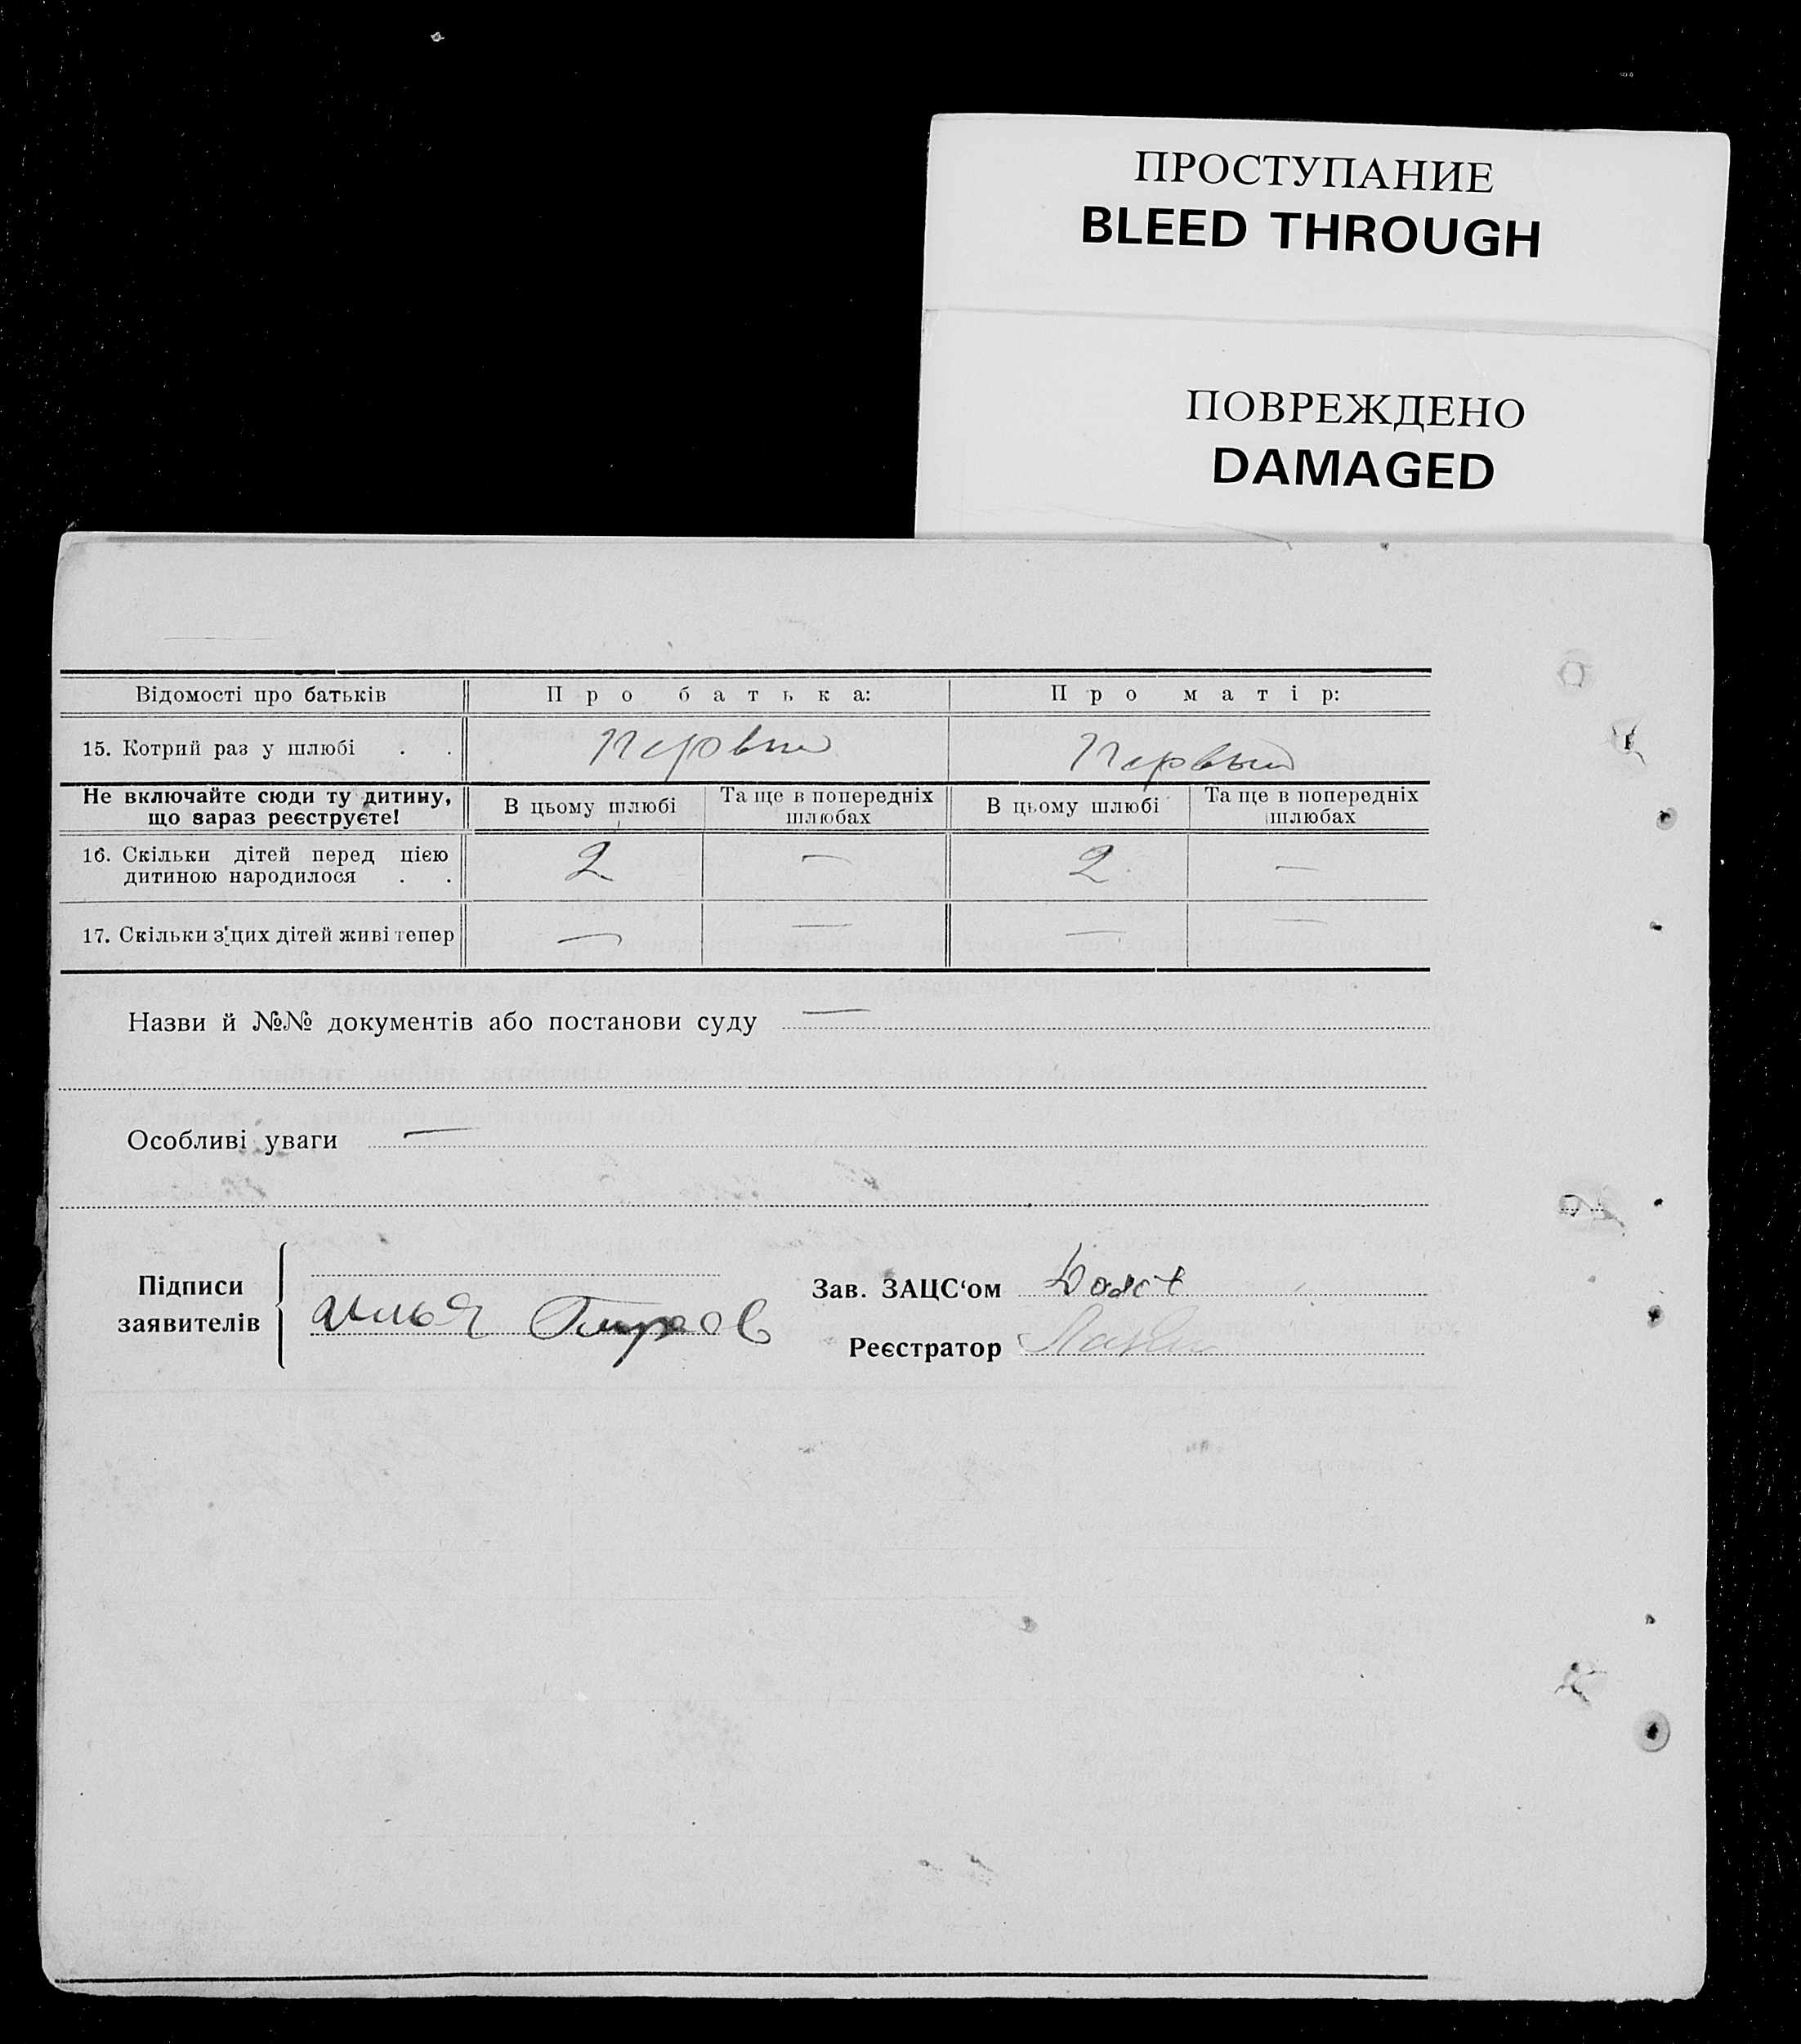 ПРОСТУПАНИЕ
BLEED THROUGH
ПОВРЕЖДЕНО
DAMAGED
Відомості про батьків Про батька: Про матір:
15. Котрий раз у шлюбі . . Первый Первый
Не включайте сюди ту дитину, що зараз реєструєте! В цьому шлюбі Та ще в попередніх шлюбах В цьому шлюбі Та ще в попередніх шлюбах
16. Скільки дітей перед цією дитиною народилося . . 2 — 2 —
17. Скільки з'цих дітей живі тепер — — — —
Назви й №№ документів або постанови суду —
Особливі уваги —
Підписи заявителів Илья
Зав. ЗАЦС‘ом
Реєстратор